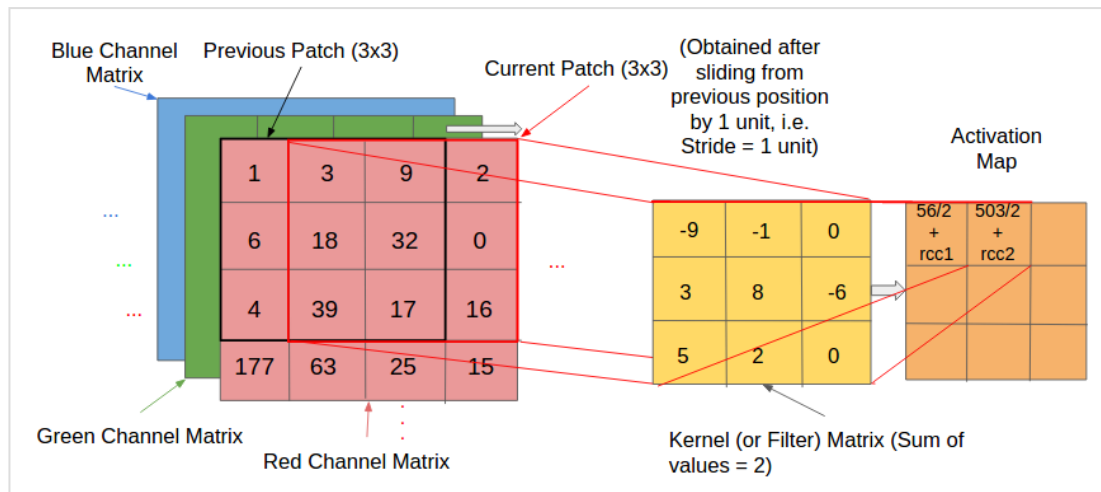 Blue Channel
Matrix
Previous Patch (3x3)
Current Patch (3x3)
(Obtained after
sliding from
previous position
by 1 unit, i.e.
Stride = 1 unit)
Activation
Map
1 3 9 2
6 18 32 0
4 39 17 16
177 63 25 15
...
...
...
...
-9 -1 0
3 8 -6
5 2 0
56/2 503/2
+ +
rcc1 rcc2
Green Channel Matrix
Red Channel Matrix
Kernel (or Filter) Matrix (Sum of
values = 2)